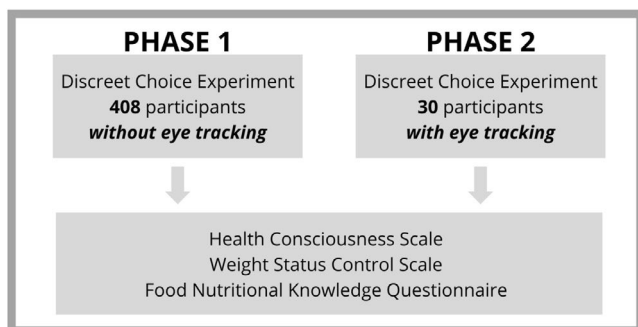 PHASE 1
Discreet Choice Experiment
408 participants
without eye tracking
PHASE 2
Discreet Choice Experiment
30 participants
with eye tracking
Health Consciousness Scale
Weight Status Control Scale
Food Nutritional Knowledge Questionnaire